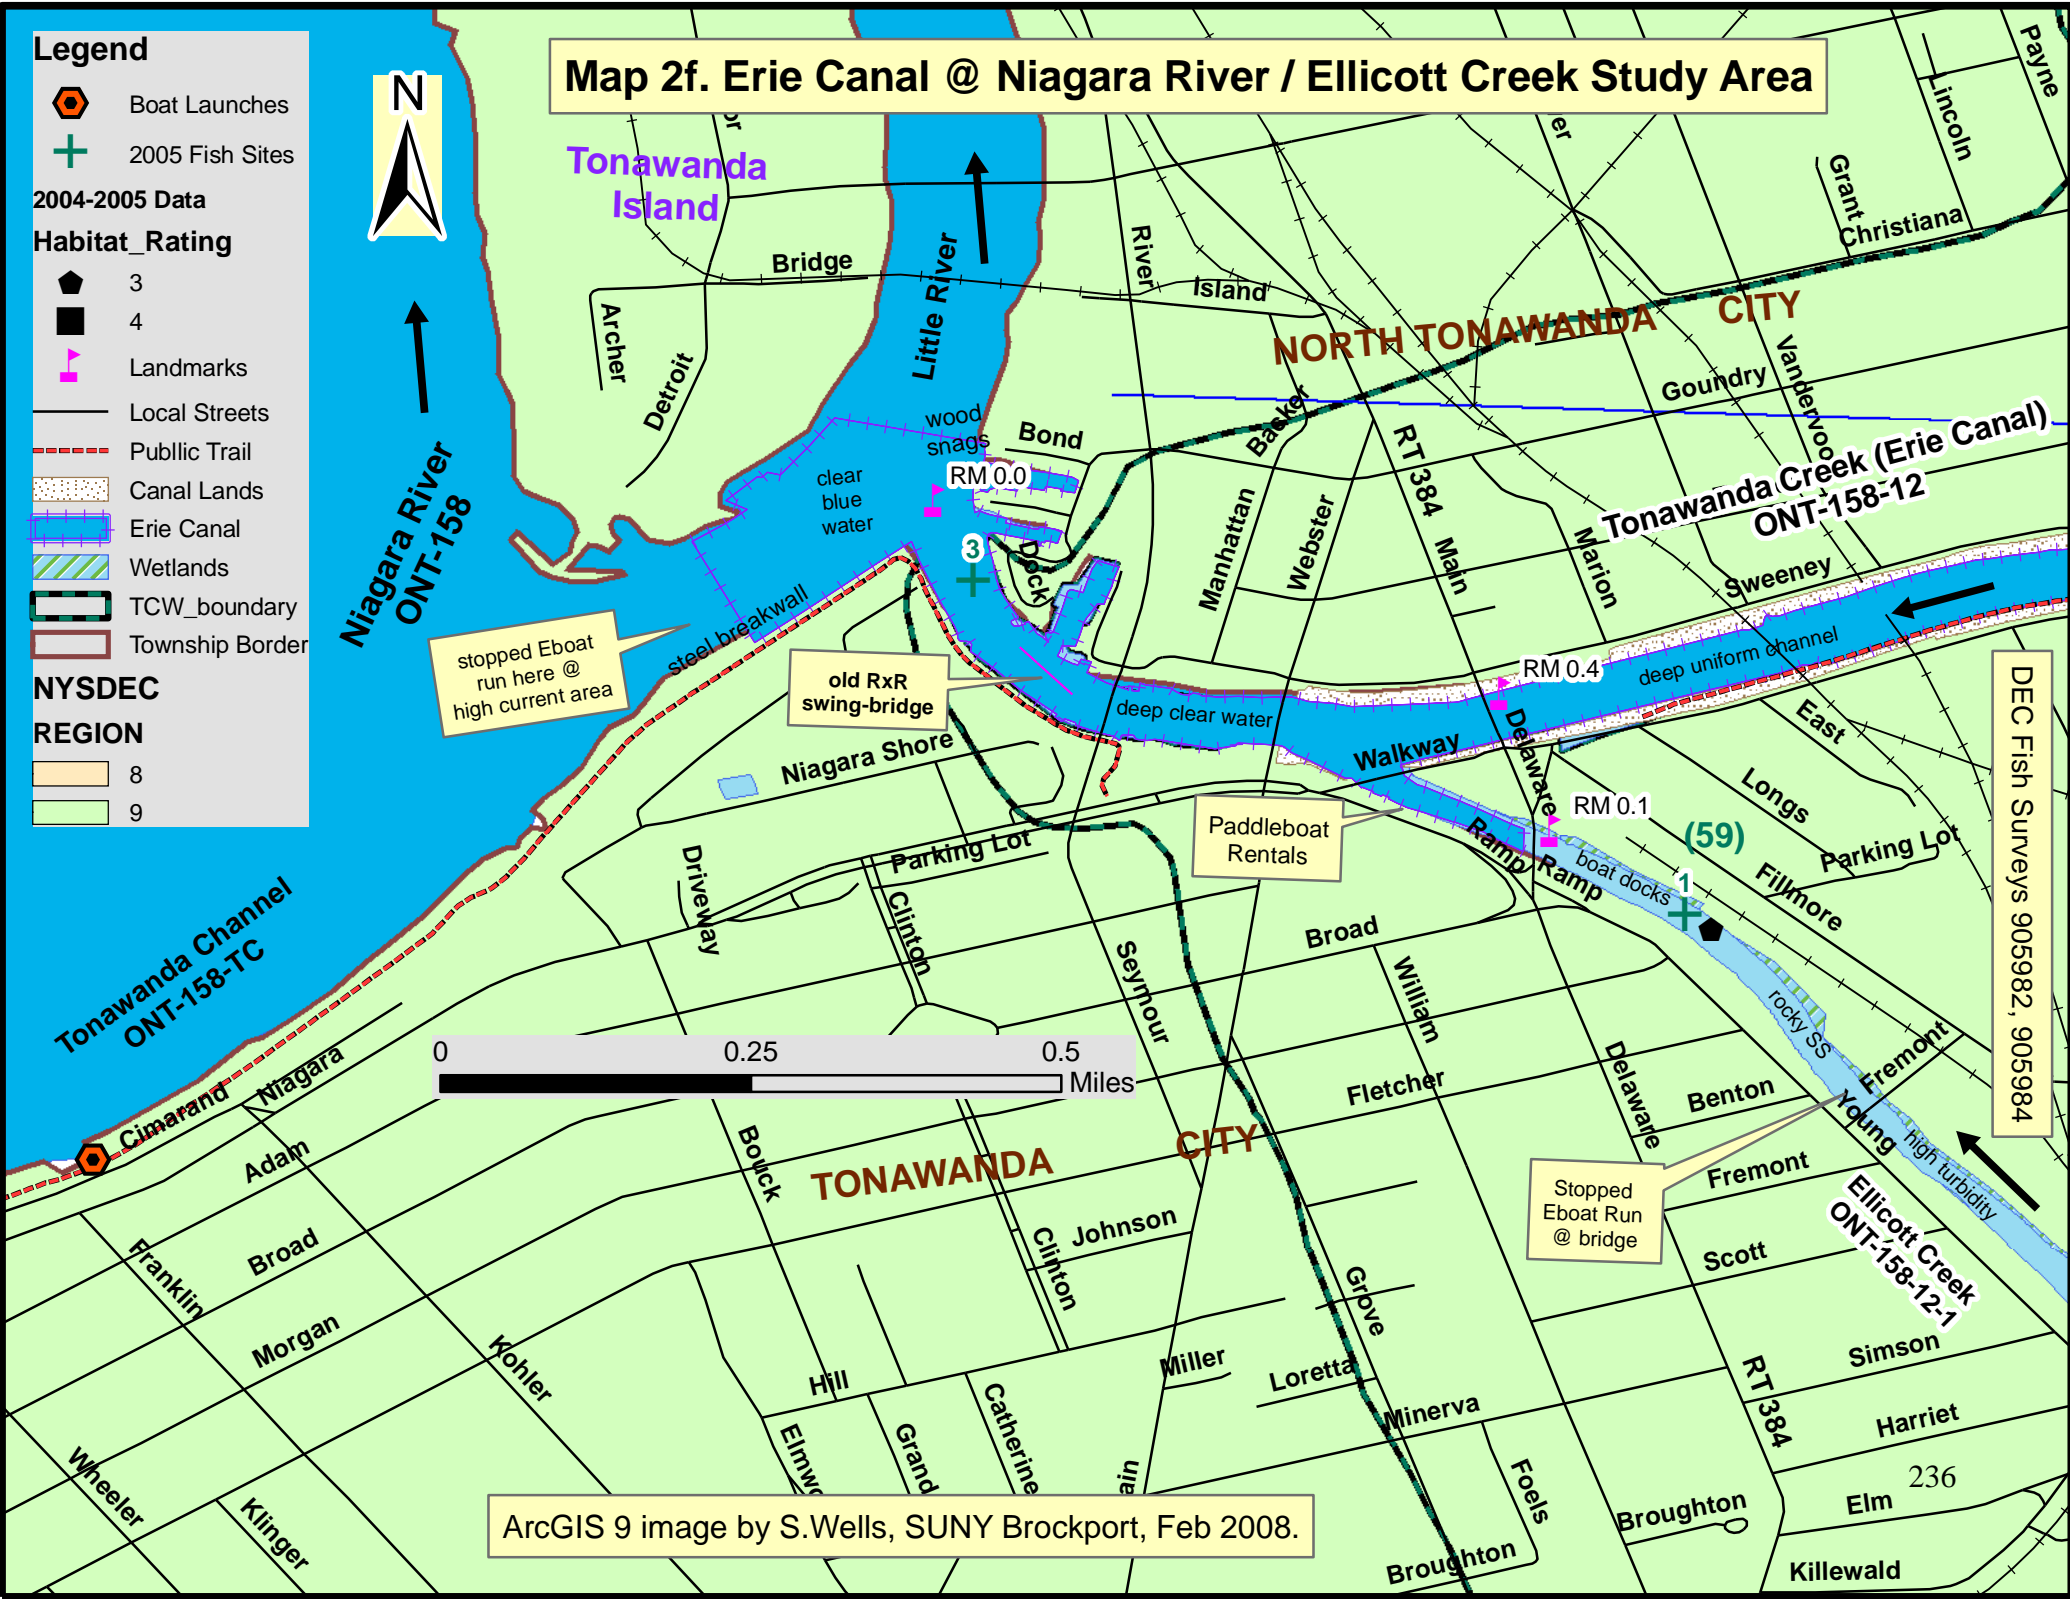 Map 2f. Erie Canal @ Niagara River / Ellicott Creek Study Area
Legend
Boat Launches
2005 Fish Sites
2004-2005 Data
Habitat_Rating
3
4
Landmarks
Local Streets
Publlic Trail
Canal Lands
Erie Canal
Wetlands
TCW_boundary
Township Border
NYSDEC
REGION
8
9
N
Tonawanda
Island
or
Bridge
Archer
Detroit
Little River
River
Island
er
Lincoln
Payne
Grant
Christiana
NORTH TONAWANDA
CITY
Vandervoo
Goundry
Tonawanda Creek (Erie Canal)
ONT-158-12
Niagara River
ONT-158
wood
snags
Bond
RM 0.0
clear
blue
water
3
Dock
Backer
Manhattan
Webster
RT 384
Main
Marion
Sweeney
deep uniform channel
RM 0.4
stopped Eboat
run here @
high current area
steel breakwall
old RxR
swing-bridge
deep clear water
Walkway
Delaware
East
Longs
Parking Lot
Fillmore
RM 0.1
(59)
1
boat docks
Ramp
Ramp
Paddleboat
Rentals
Niagara Shore
Parking Lot
Driveway
Clinton
Seymour
Broad
William
rocky SS
Fremont
Young
high turbidity
DEC Fish Surveys 905982, 905984
Tonawanda Channel
ONT-158-TC
0
0.25
0.5
Miles
Niagara
Cimarand
Adam
Broad
Franklin
Morgan
Kohler
Wheeler
Klinger
Bouck
TONAWANDA
CITY
Fletcher
Delaware
Benton
Fremont
Stopped
Eboat Run
@ bridge
Ellicott Creek
ONT-158-12-1
Scott
Johnson
Clinton
Grove
Simson
RT 384
Harriet
Hill
Miller
Loretta
Minerva
Elmwo
Grand
Catherine
ain
Foels
Broughton
Broughton
236
Elm
Killewald
ArcGIS 9 image by S.Wells, SUNY Brockport, Feb 2008.